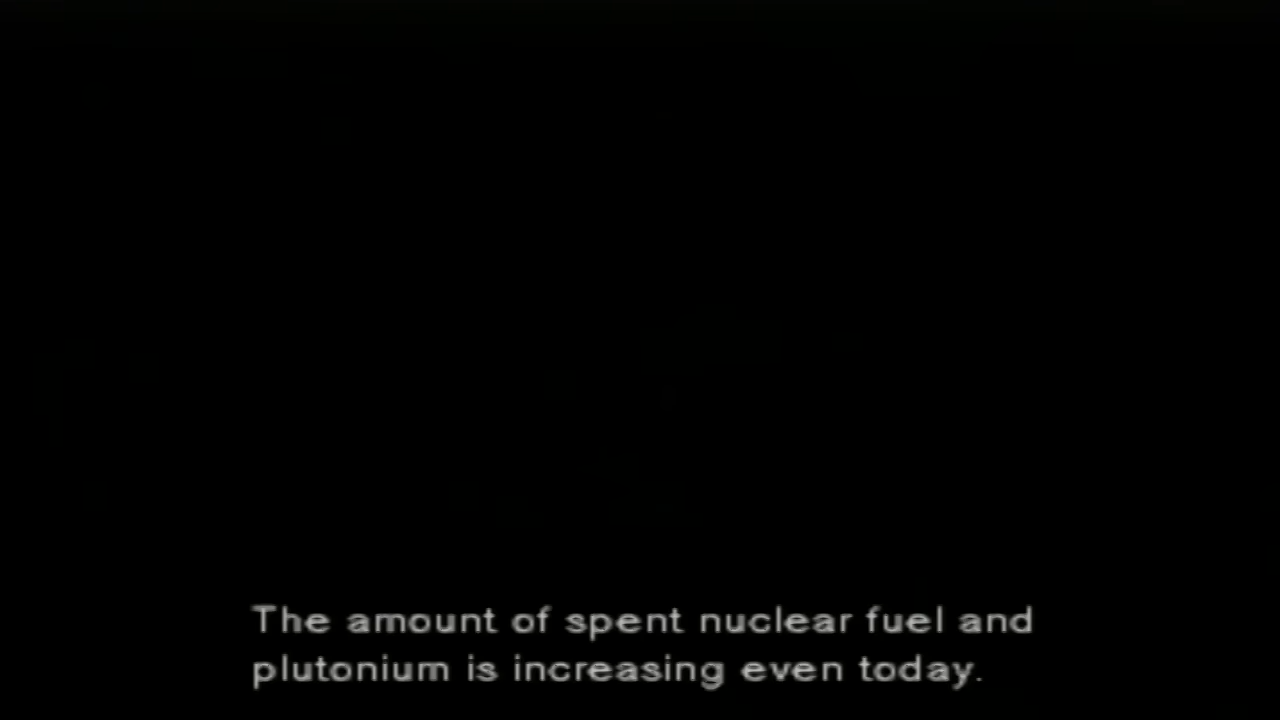 The amount of spent nuclear fuel and
plutonium is increasing even today.